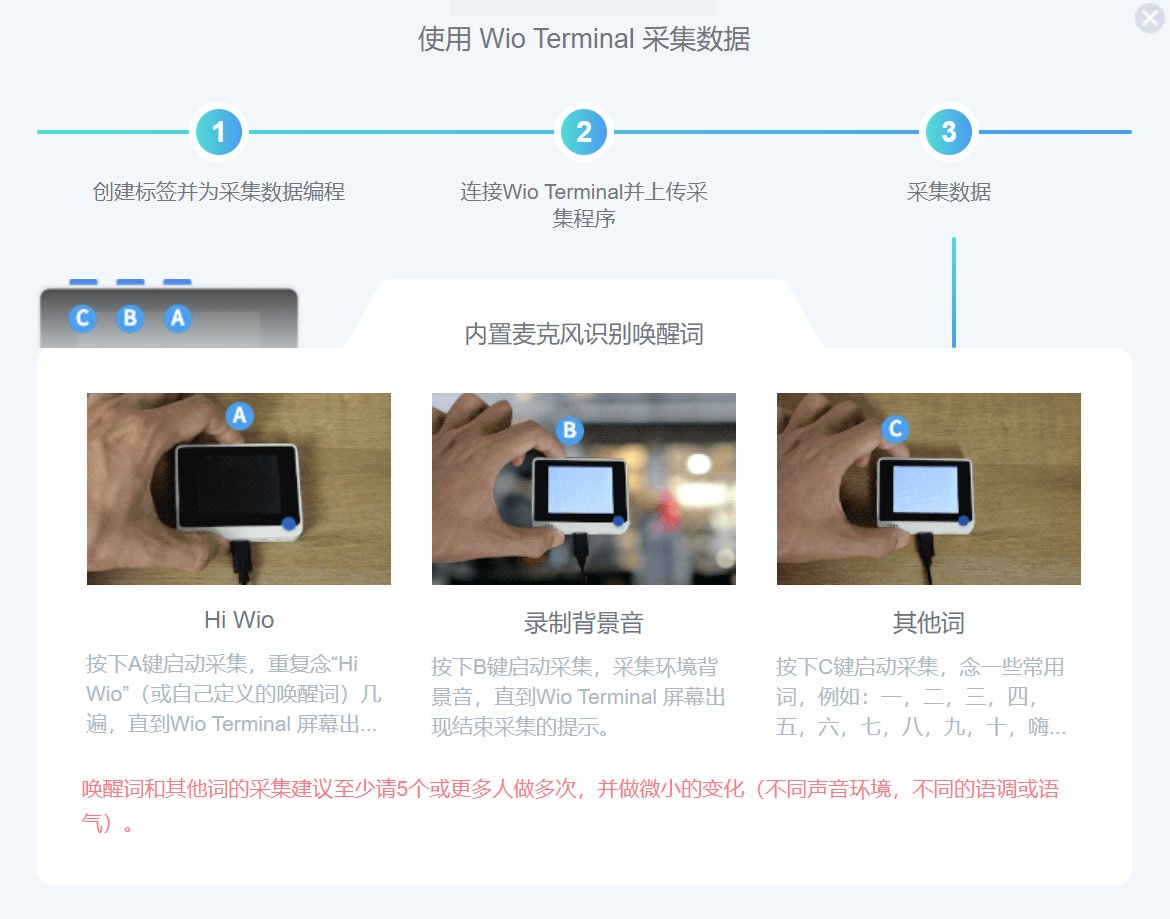 使用 Wio Terminal 采集数据
1
2
3
创建标签并为采集数据编程
连接Wio Terminal并上传采
集程序
采集数据
C B A
内置麦克风识别唤醒词
A
B
C
Hi Wio
按下A键启动采集，重复念“Hi
Wio”（或自己定义的唤醒词）几
遍，直到Wio Terminal 屏幕出...
录制背景音
按下B键启动采集，采集环境背
景音，直到Wio Terminal 屏幕出
现结束采集的提示。
其他词
按下C键启动采集，念一些常用
词，例如：一，二，三，四，
五，六，七，八，九，十，嗨...
唤醒词和其他词的采集建议至少请5个或更多人做多次，并做微小的变化（不同声音环境，不同的语调或语
气）。